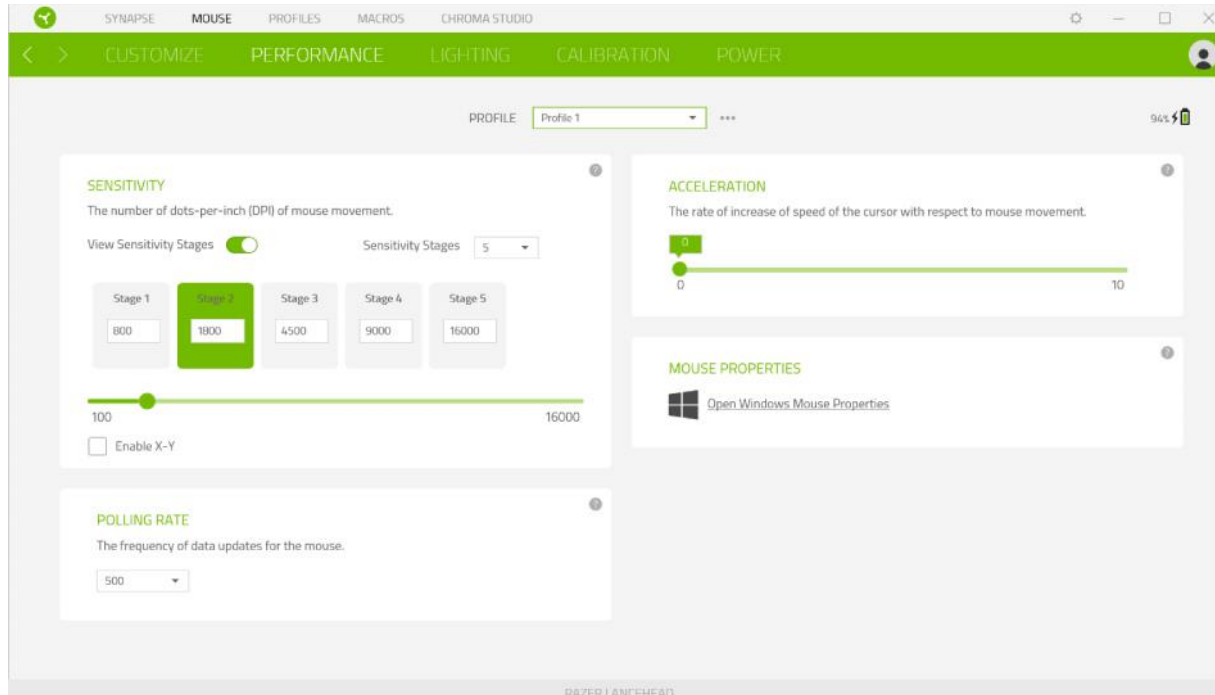 SYNAPSE MOUSE PROFILES MACROS CHROMA STUDIO
CUSTOMIZE PERFORMANCE LIGHTING CALIBRATION POWER
PROFILE Profile 1
94%
SENSITIVITY
The number of dots-per-inch (DPI) of mouse movement.
View Sensitivity Stages Sensitivity Stages 5
Stage 1 Stage 2 Stage 3 Stage 4 Stage 5
800 1800 4500 9000 16000
100 16000
Enable X-Y
POLLING RATE
The frequency of data updates for the mouse.
500
ACCELERATION
The rate of increase of speed of the cursor with respect to mouse movement.
0
0 10
MOUSE PROPERTIES
Open Windows Mouse Properties
RAZER LANCEHEAD